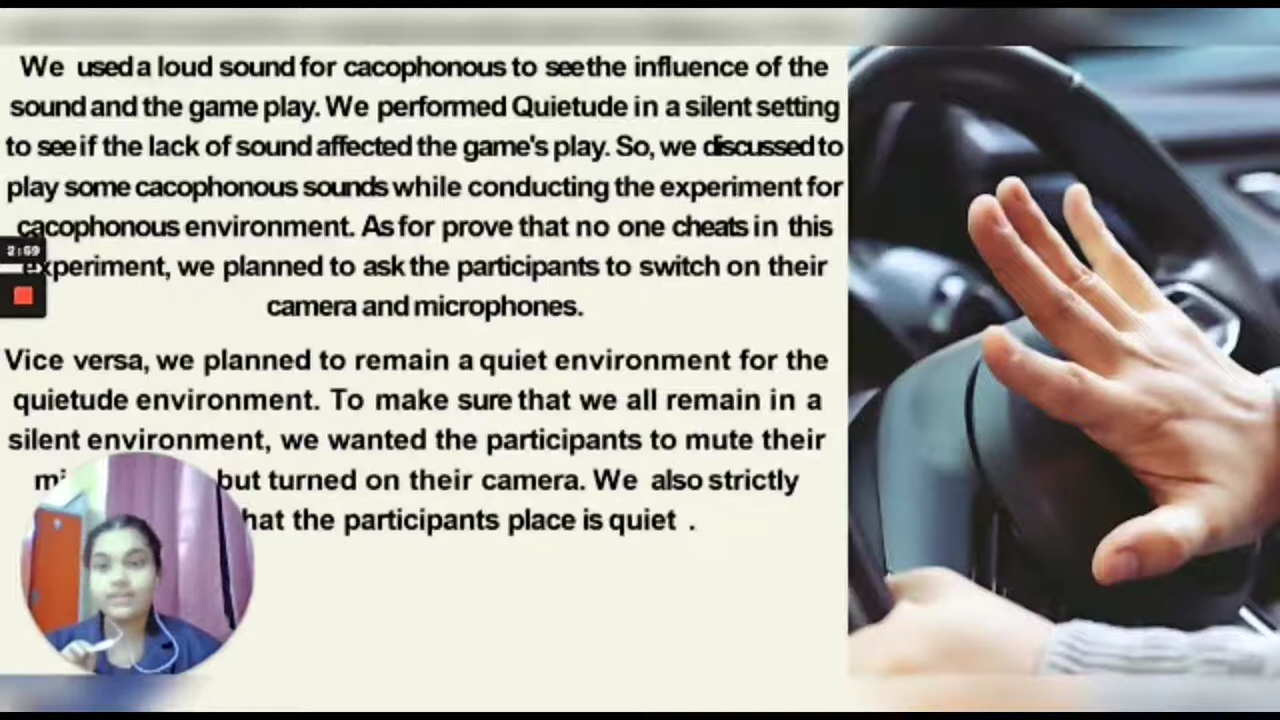 We used a loud sound for cacophonous to see the influence of the
sound and the game play. We performed Quietude in a silent setting
to see if the lack of sound affected the game's play. So, we discussed to
play some cacophonous sounds while conducting the experiment for
cacophonous environment. As for prove that no one cheats in this
2:59
experiment, we planned to ask the participants to switch on their
camera and microphones.
Vice versa, we planned to remain a quiet environment for the
quietude environment. To make sure that we all remain in a
silent environment, we wanted the participants to mute their
but turned on their camera. We also strictly
the participants place is quiet .